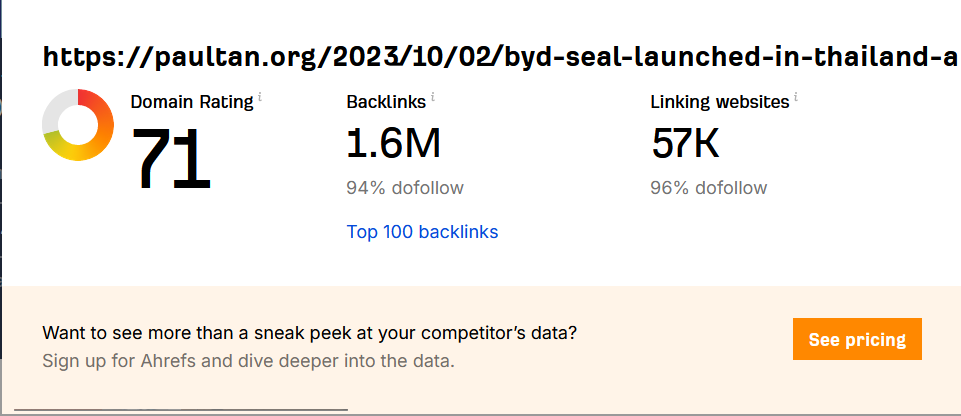 https://paultan.org/2023/10/02/byd-seal-launched-in-thailand-a
Domain Rating i
Backlinks i
Linking websites i
71
1.6M
57K
94% dofollow
96% dofollow
Top 100 backlinks
Want to see more than a sneak peek at your competitor's data?
Sign up for Ahrefs and dive deeper into the data.
See pricing